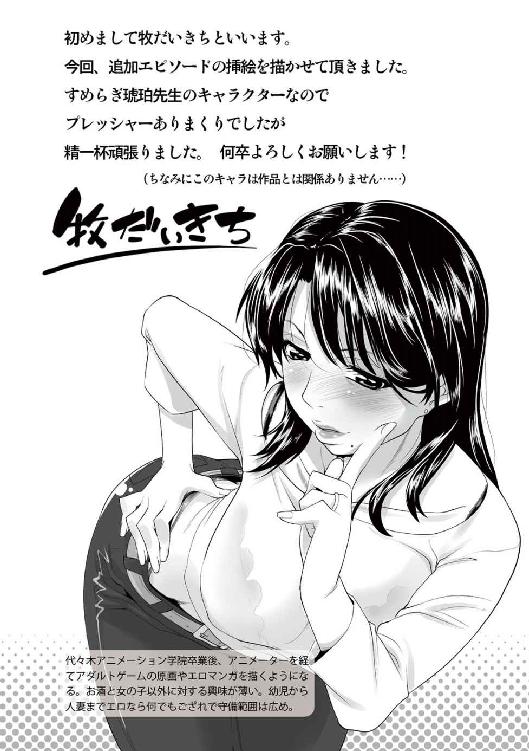 初めまして牧だいきちといいます。
今回、追加エピソードの挿絵を描かせて頂きました。
すめらぎ琥珀先生のキャラクターなので
プレッシャーありまくりでしたが
精一杯頑張りました。 何卒よろしくお願いします!
(ちなみにこのキャラは作品とは関係ありません……)
牧だいきち
代々木アニメーション学院卒業後、アニメーターを経
てアダルトゲームの原画やエロマンガを描くようにな
る。お酒と女の子以外に対する興味が薄い。幼児から
人妻までエロなら何でもござれで守備範囲は広め。